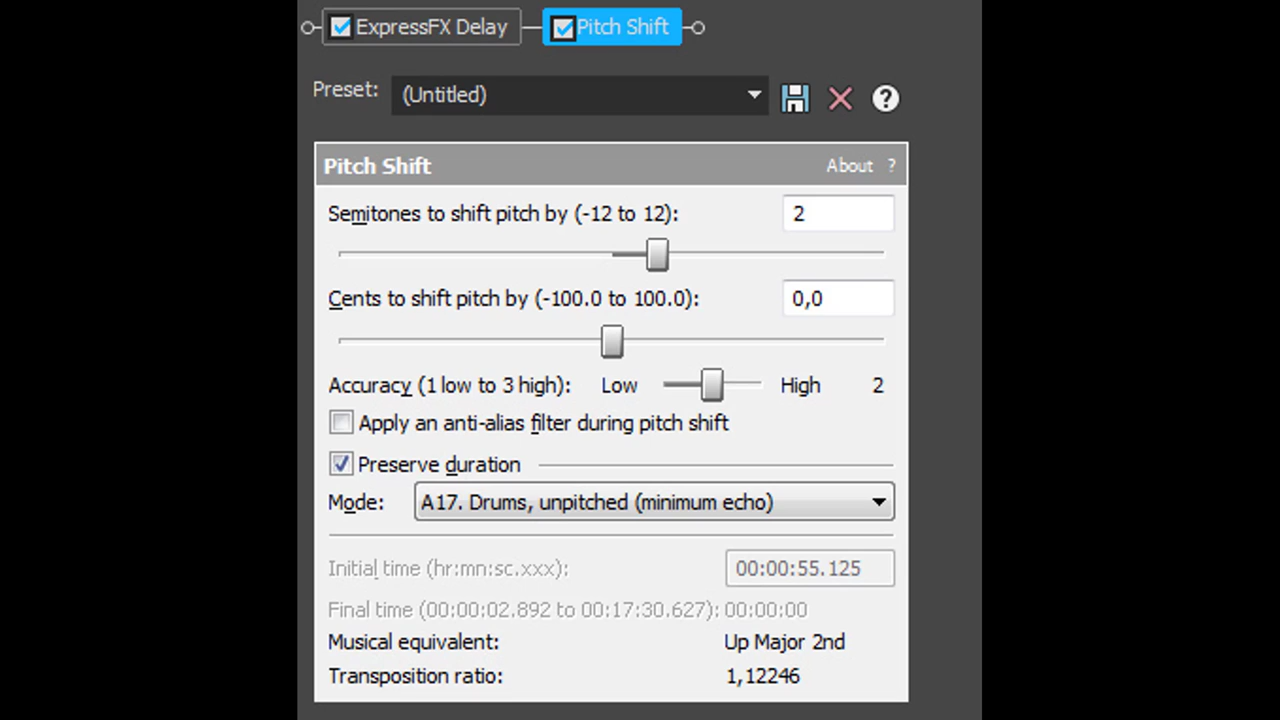 ExpressFX Delay Pitch Shift
Preset: (Untitled)
Pitch Shift About ?
Semitones to shift pitch by (-12 to 12): 2
Cents to shift pitch by (-100.0 to 100.0): 0,0
Accuracy (1 low to 3 high): Low High 2
Apply an anti-alias filter during pitch shift
Preserve duration
Mode: A17. Drums, unpitched (minimum echo)
Initial time (hr:mn:sc.xxx): 00:00:55.125
Final time (00:00:02.892 to 00:17:30.627): 00:00:00
Musical equivalent: Up Major 2nd
Transposition ratio: 1,12246